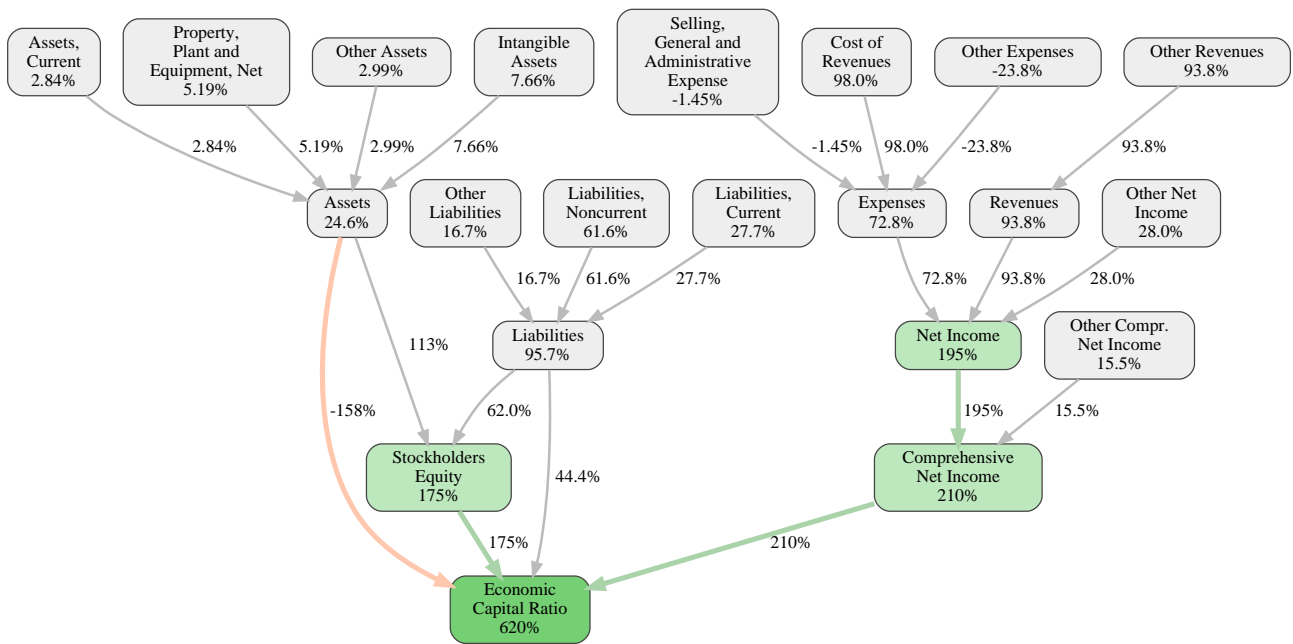 Assets,
Current
2.84%
Property,
Plant and
Equipment, Net
5.19%
Other Assets
2.99%
Intangible
Assets
7.66%
Selling,
General and
Administrative
Expense
-1.45%
Cost of
Revenues
98.0%
Other Expenses
-23.8%
Other Revenues
93.8%
2.84%
5.19%
2.99%
7.66%
-1.45%
98.0%
-23.8%
93.8%
Assets
24.6%
Other
Liabilities
16.7%
Liabilities,
Noncurrent
61.6%
Liabilities,
Current
27.7%
Expenses
72.8%
Revenues
93.8%
Other Net
Income
28.0%
16.7%
61.6%
27.7%
72.8%
93.8%
28.0%
113%
Liabilities
95.7%
Net Income
195%
Other Compr.
Net Income
15.5%
-158%
62.0%
195%
15.5%
Stockholders
Equity
175%
44.4%
Comprehensive
Net Income
210%
175%
210%
Economic
Capital Ratio
620%